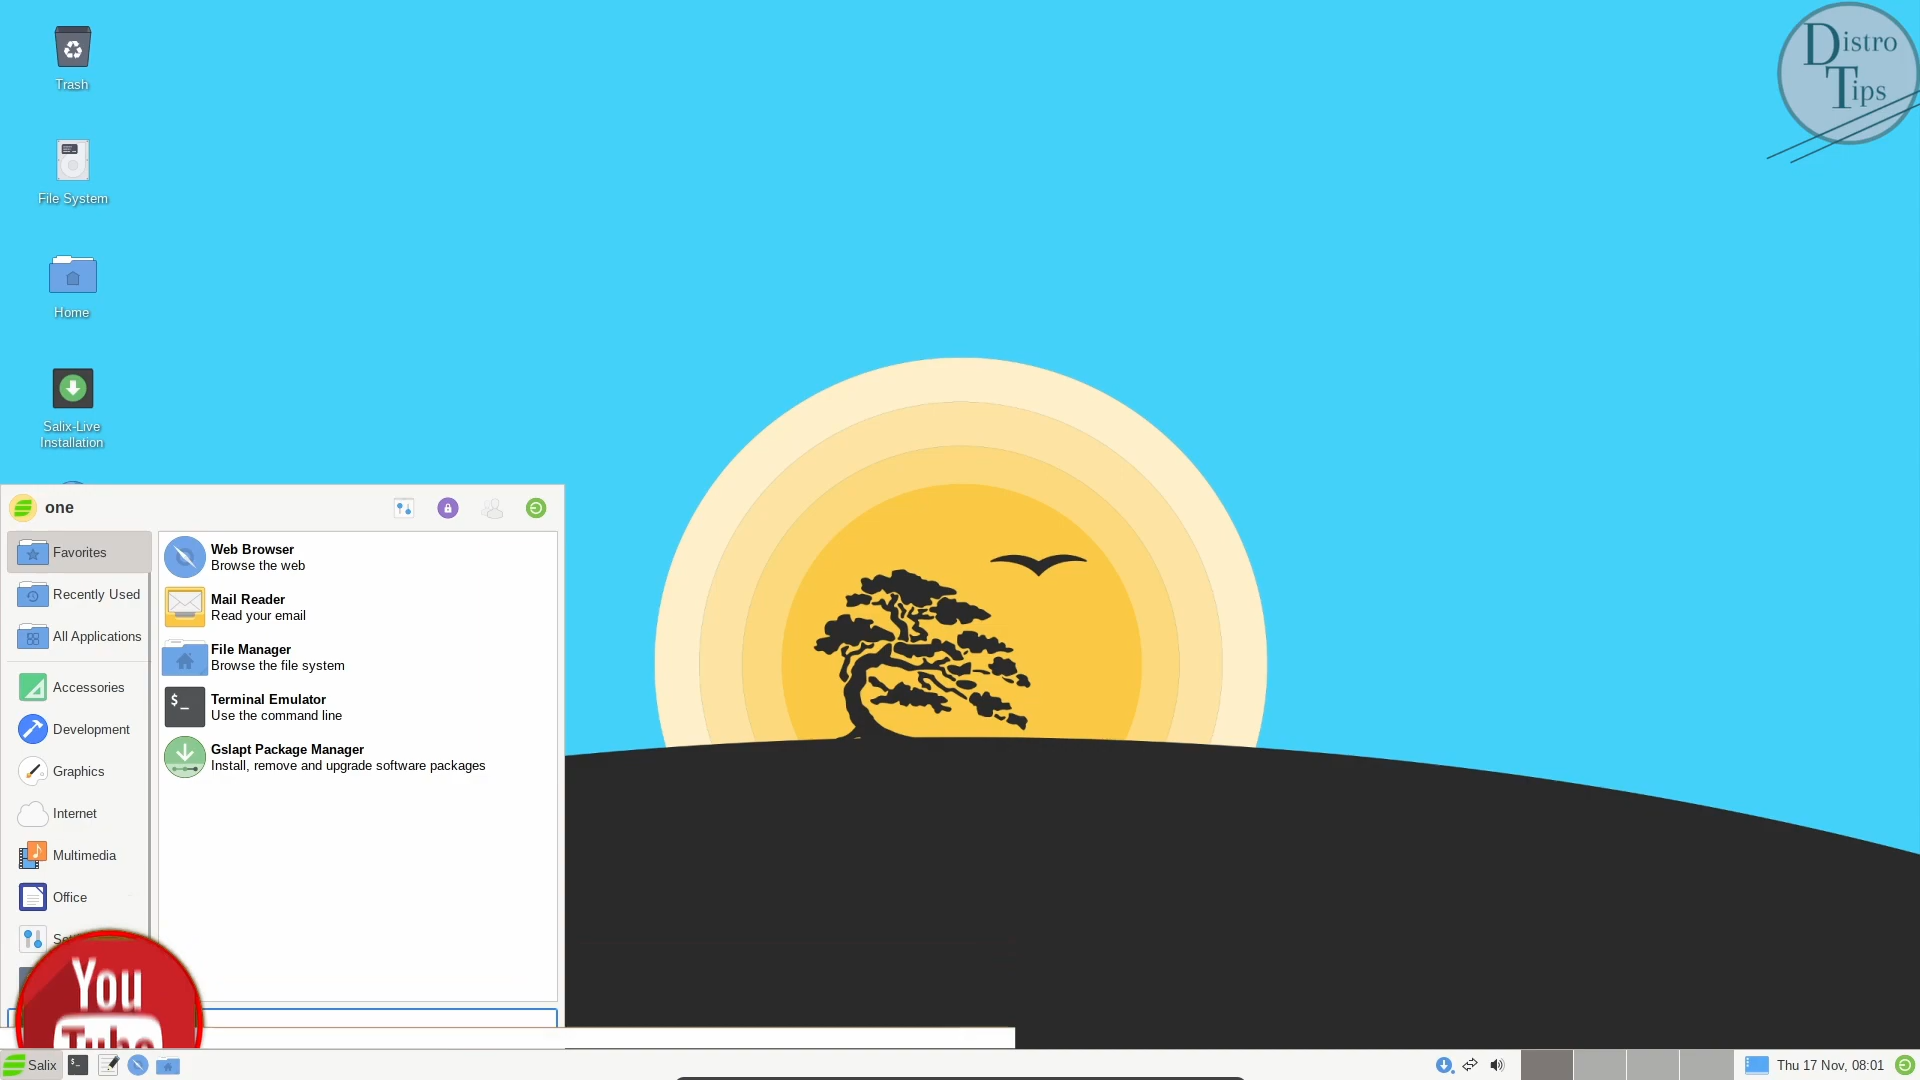 Distro
Tips
Trash
File System
Home
Salix-Live
Installation
one
Favorites
Recently Used
All Applications
Accessories
Development
Graphics
Internet
Multimedia
Office
Web Browser
Browse the web
Mail Reader
Read your email
File Manager
Browse the file system
Terminal Emulator
Use the command line
$_
Gslapt Package Manager
Install, remove and upgrade software packages
You
Tube
Salix
Thu 17 Nov, 08:01